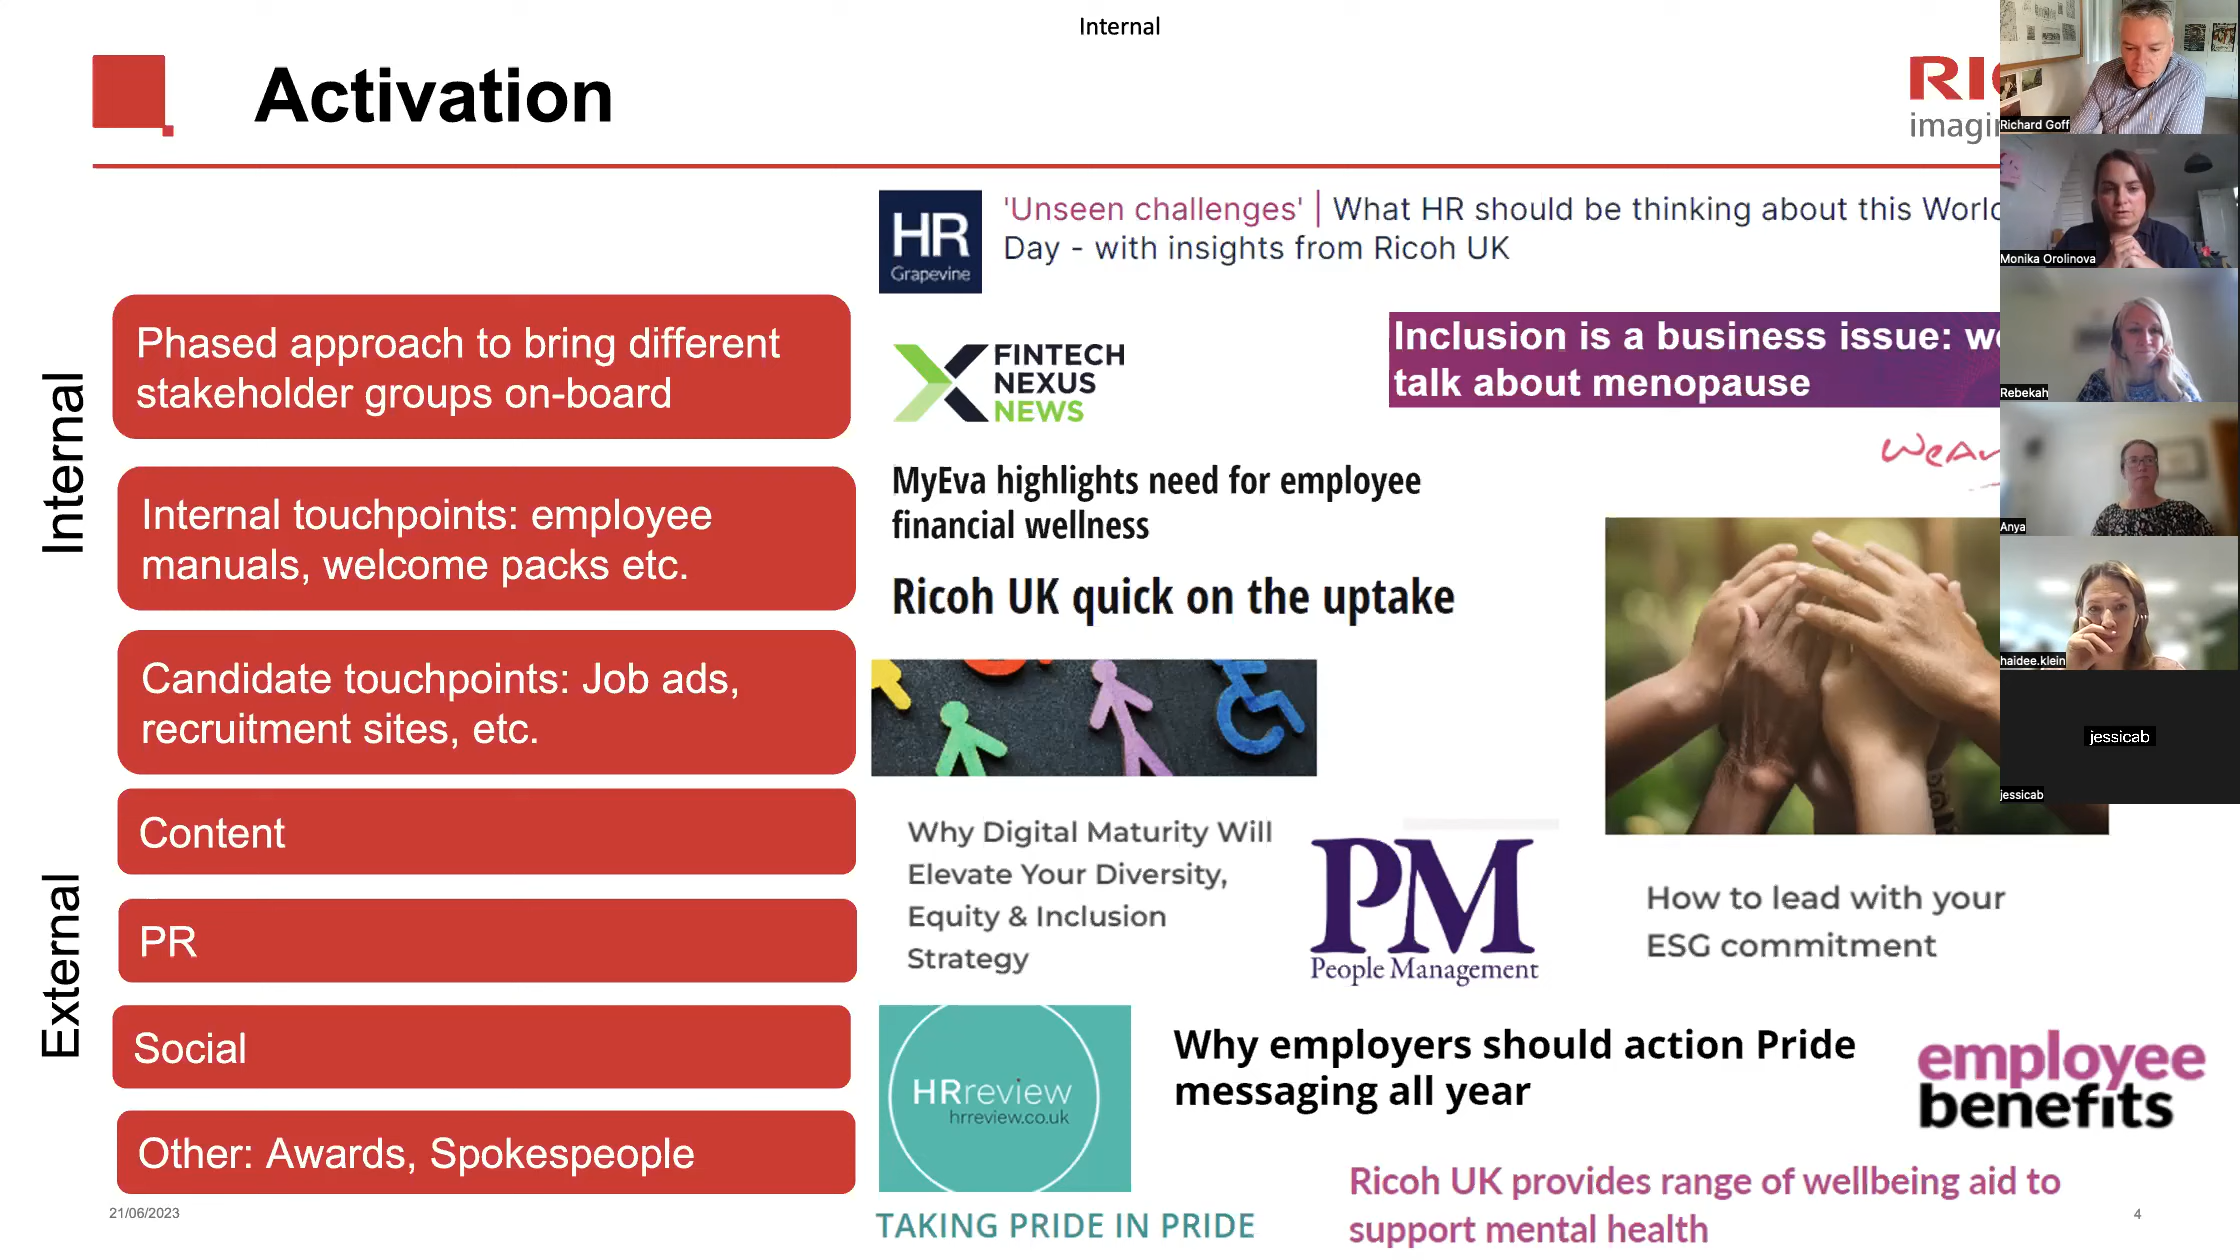 Internal
Activation
RI
imagi
'Unseen challenges' | What HR should be thinking about this World
Day - with insights from Ricoh UK
HR
Grapevine
Internal
Phased approach to bring different
stakeholder groups on-board
Internal touchpoints: employee
manuals, welcome packs etc.
Candidate touchpoints: Job ads,
recruitment sites, etc.
External
Content
PR
Social
Other: Awards, Spokespeople
FINTECH
NEXUS
NEWS
Inclusion is a business issue: we
talk about menopause
MyEva highlights need for employee
financial wellness
Ricoh UK quick on the uptake
Why Digital Maturity Will
Elevate Your Diversity,
Equity & Inclusion
Strategy
PM
People Management
How to lead with your
ESG commitment
HRreview
hrreview.co.uk
TAKING PRIDE IN PRIDE
Why employers should action Pride
messaging all year
employee
benefits
Ricoh UK provides range of wellbeing aid to
support mental health
21/06/2023
4
Richard Goff
Monika Orolinova
Rebekah
Anya
haidee.klein
jessicab
jessicab